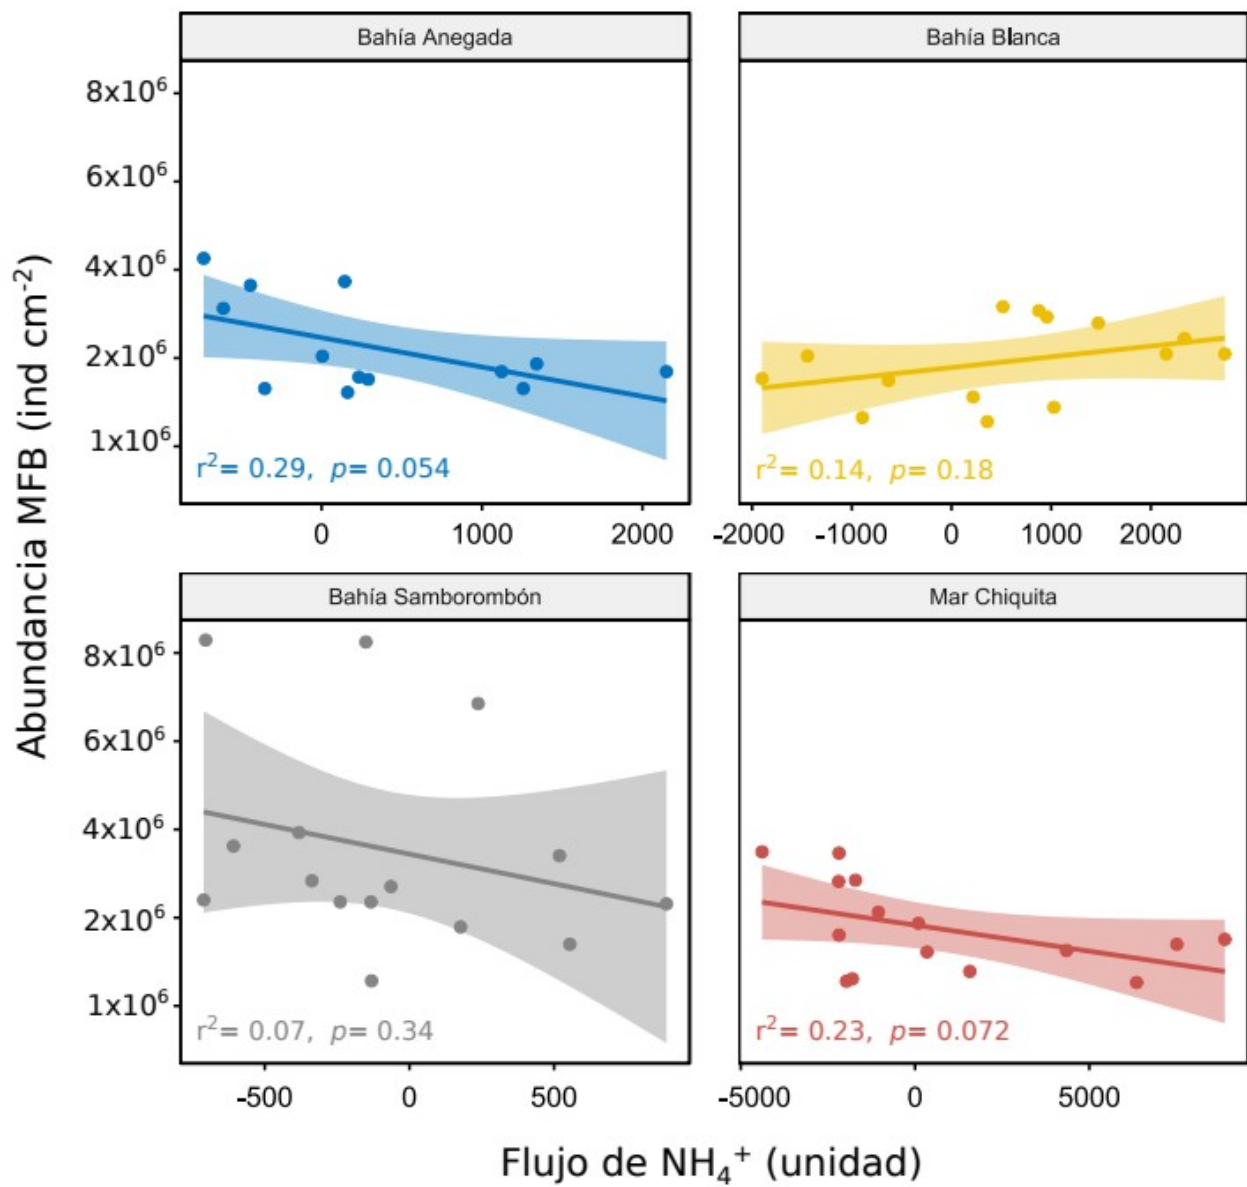 Bahía Anegada
Bahía Blanca
8x10⁶
6x10⁶
4x10⁶
2x10⁶
1x10⁶
r²= 0.29, p= 0.054
r²= 0.14, p= 0.18
0 1000 2000
-2000 -1000 0 1000 2000
Abundancia MFB (ind cm⁻²)
Bahía Samborombón
Mar Chiquita
8x10⁶
6x10⁶
4x10⁶
2x10⁶
1x10⁶
r²= 0.07, p= 0.34
r²= 0.23, p= 0.072
-500 0 500
-5000 0 5000
Flujo de NH₄⁺ (unidad)